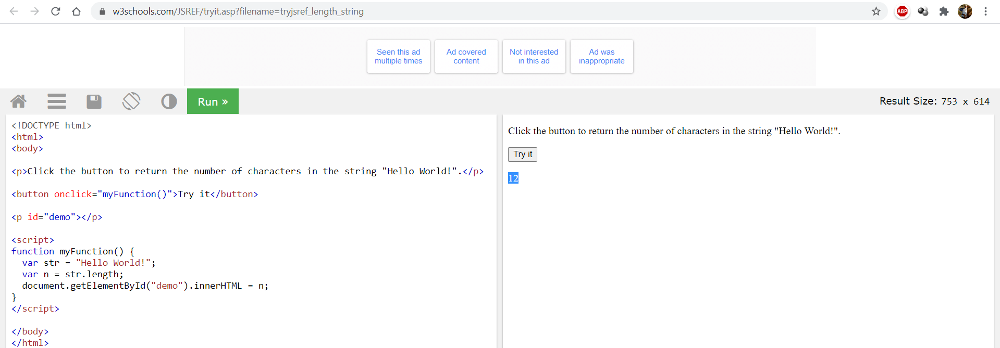 w3schools.com/JSREF/tryit.asp?filename=tryjsref_length_string
ABP
Seen this ad
multiple times
Ad covered
content
Not interested
in this ad
Ad was
inappropriate
Run »
Result Size: 753 x 614
<!DOCTYPE html>
<html>
<body>
<p>Click the button to return the number of characters in the string "Hello World!".</p>
<button onclick="myFunction()">Try it</button>
<p id="demo"></p>
<script>
function myFunction() {
  var str = "Hello World!";
  var n = str.length;
  document.getElementById("demo").innerHTML = n;
}
</script>
</body>
</html>
Click the button to return the number of characters in the string "Hello World!".
Try it
12